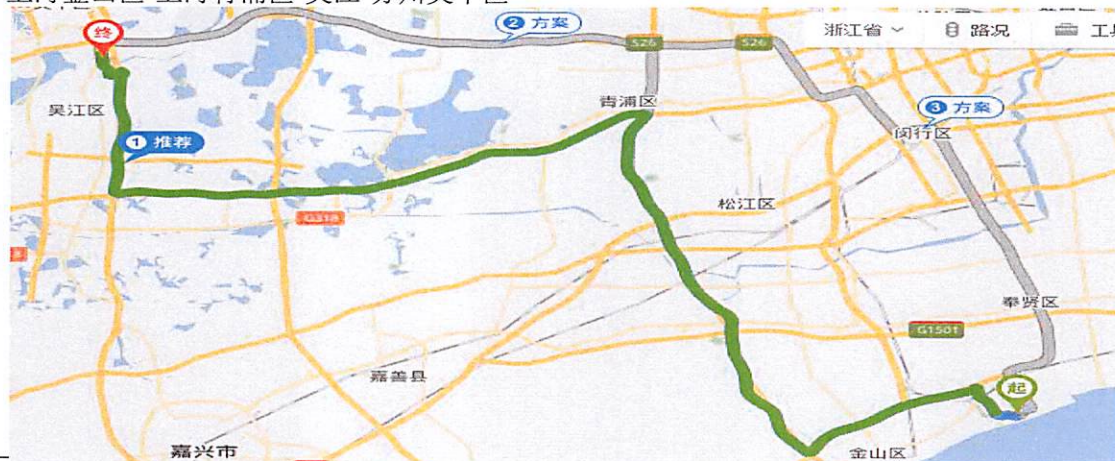 ② 方案
浙江省
路况
工具
终
S26
S26
吴江区
青浦区
③ 方案
闵行区
① 推荐
松江区
G318
奉贤区
G1501
嘉善县
起
嘉兴市
金山区